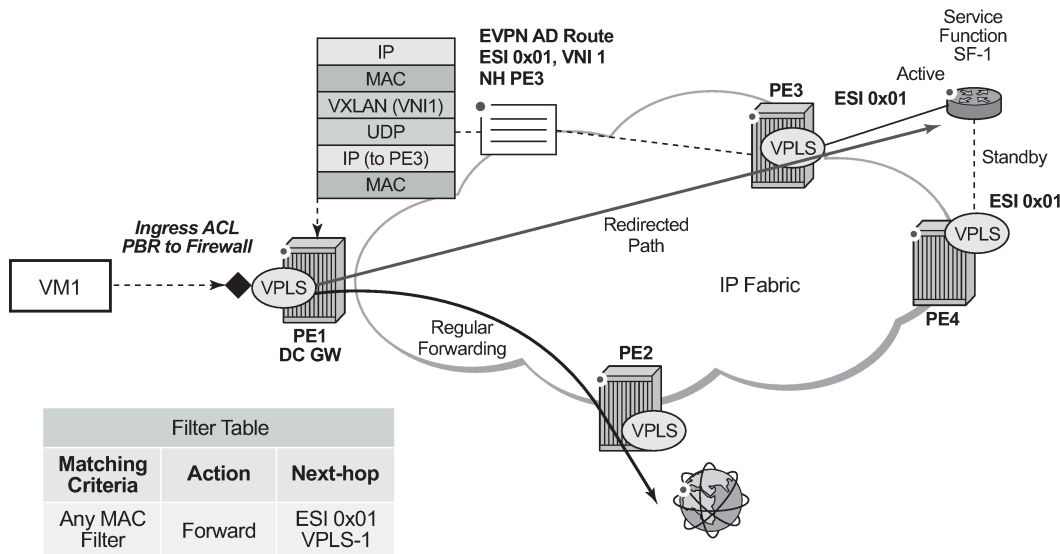 IP
MAC
VXLAN (VNI1)
UDP
IP (to PE3)
MAC
EVPN AD Route
ESI 0x01, VNI 1
NH PE3
Service
Function
SF-1
Active
PE3
ESI 0x01
VPLS
Standby
ESI 0x01
VPLS
PE4
Ingress ACL
PBR to Firewall
VM1
VPLS
PE1
DC GW
Redirected
Path
IP Fabric
Regular
Forwarding
PE2
VPLS
Filter Table
Matching
Criteria
Action
Next-hop
Any MAC
Filter
Forward
ESI 0x01
VPLS-1